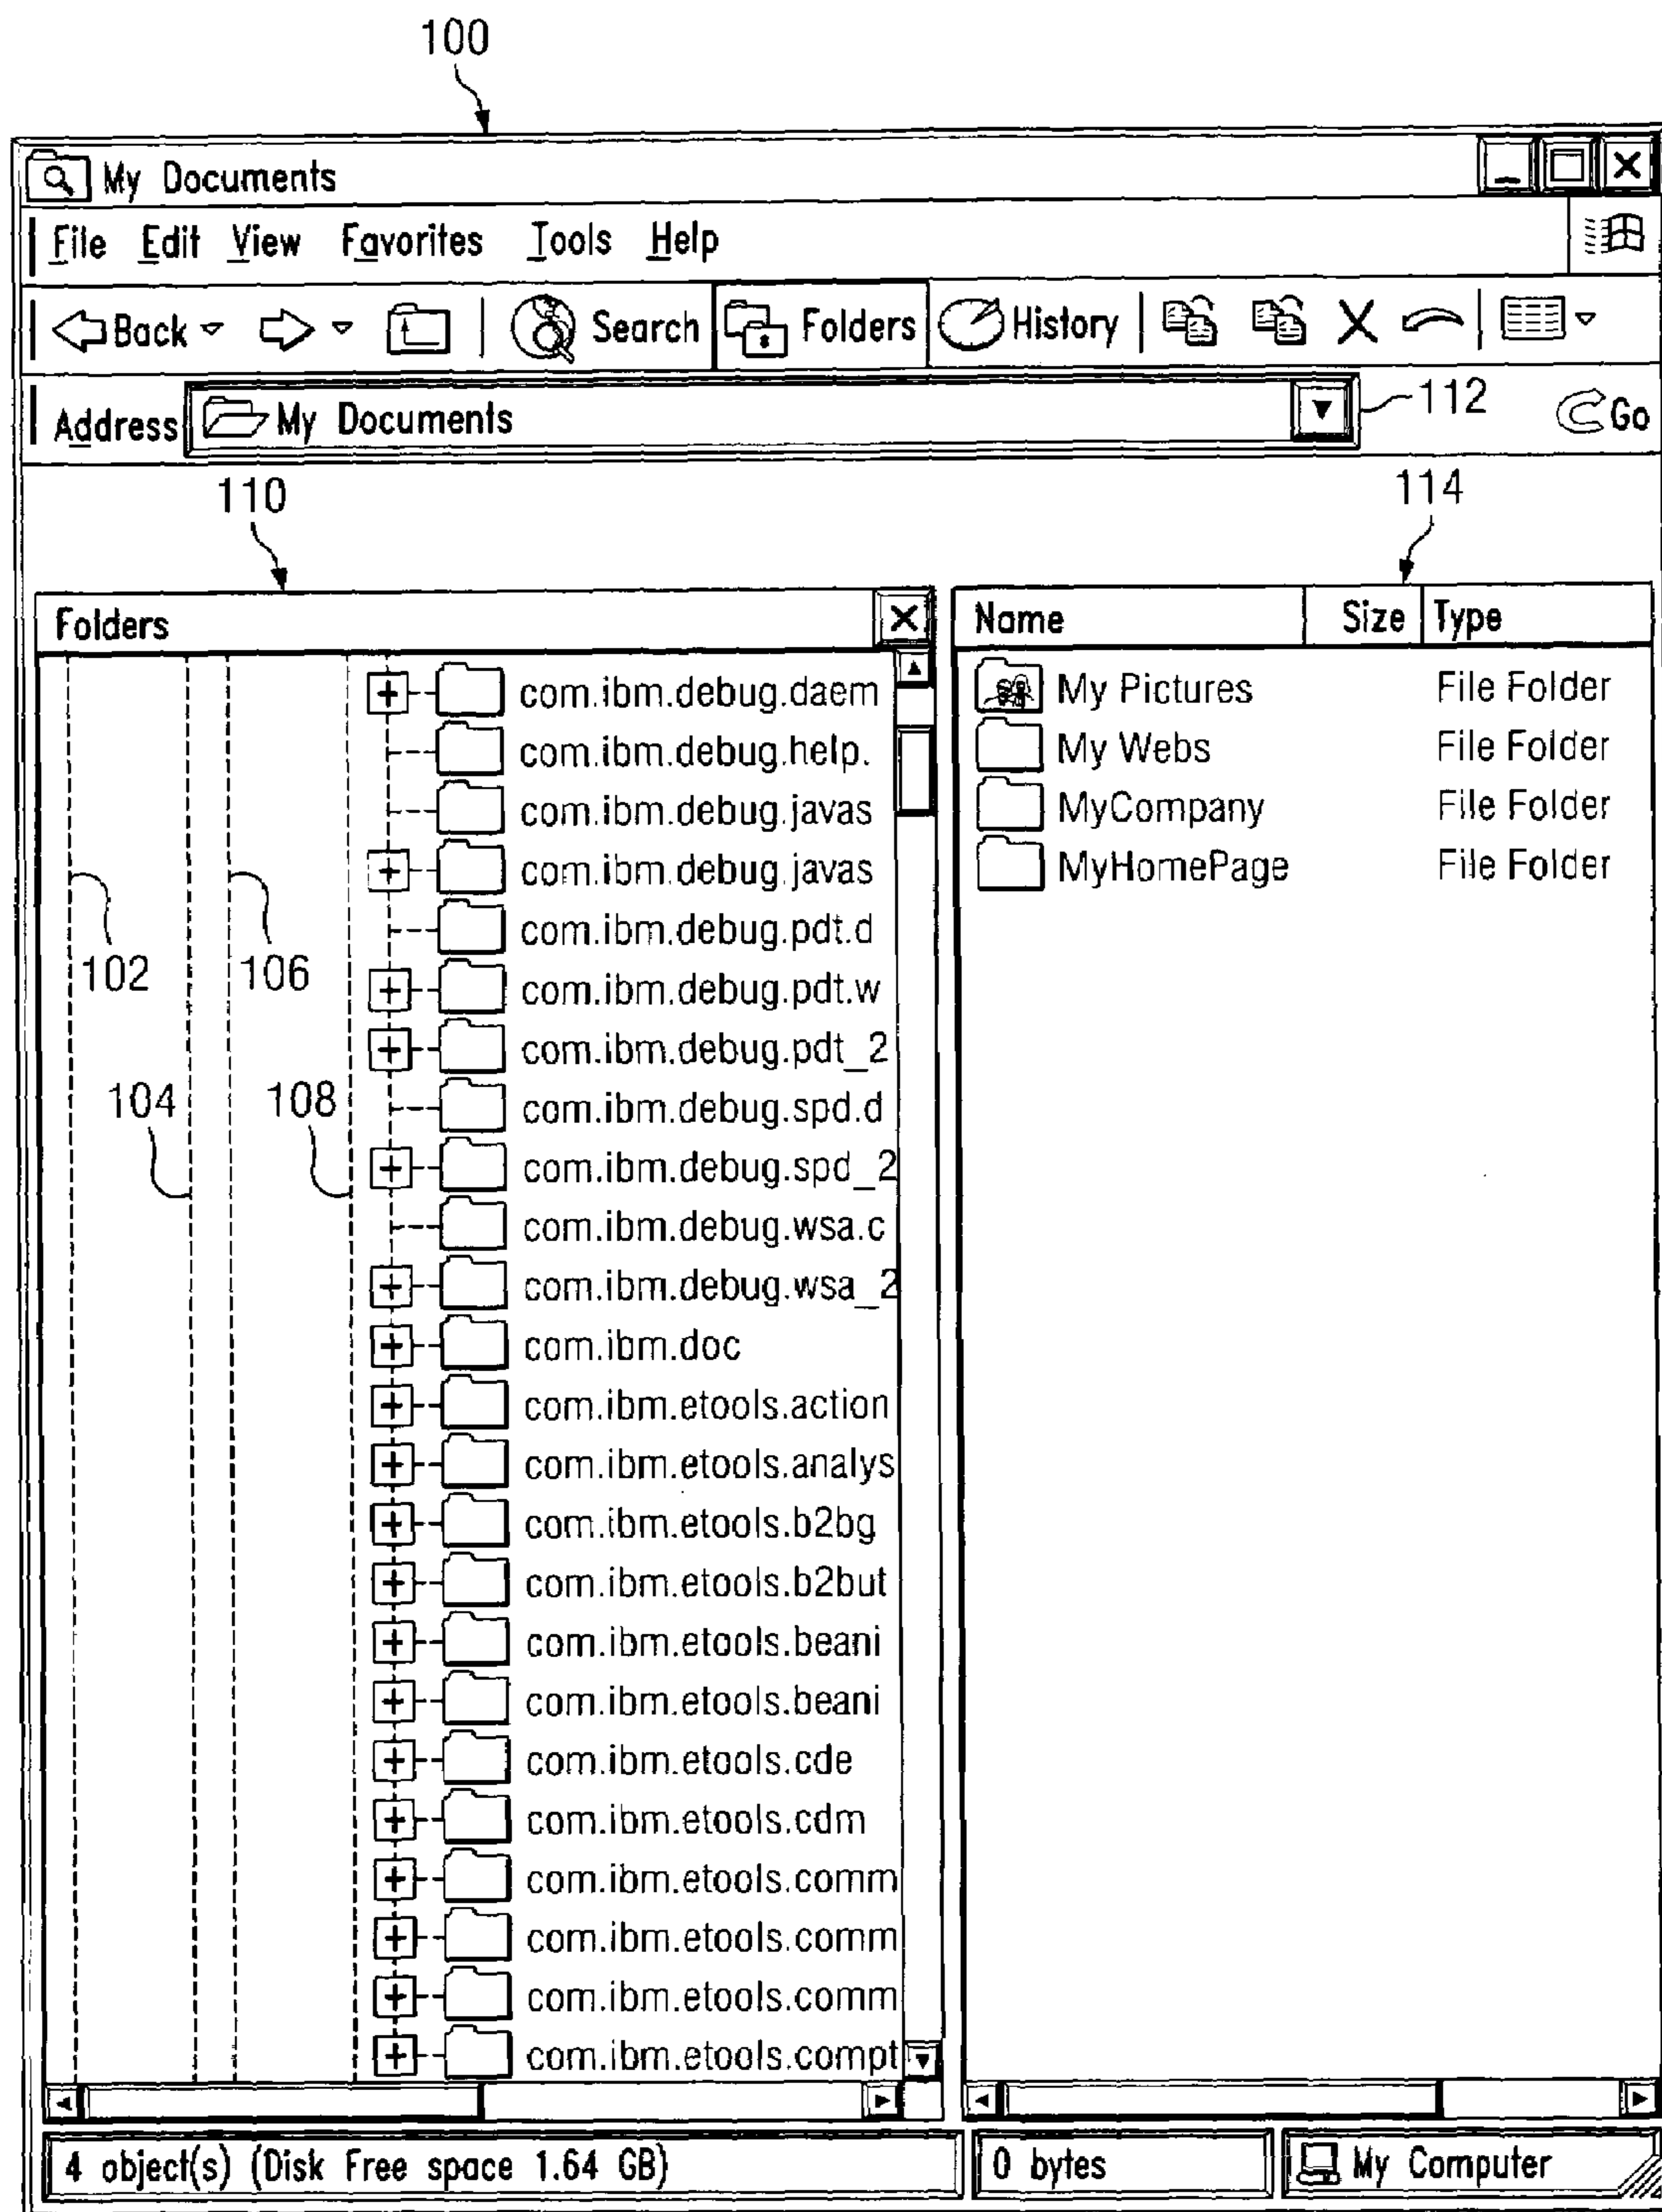 100
My Documents
File Edit View Favorites Tools Help
Back Search Folders History
Address My Documents 112 Go
110 114
Folders
Name Size Type
com.ibm.debug.daem
com.ibm.debug.help.
com.ibm.debug.javas
com.ibm.debug.javas
com.ibm.debug.pdt.d
com.ibm.debug.pdt.w
com.ibm.debug.pdt_2
com.ibm.debug.spd.d
com.ibm.debug.spd_2
com.ibm.debug.wsa.c
com.ibm.debug.wsa_2
com.ibm.doc
com.ibm.etools.action
com.ibm.etools.analys
com.ibm.etools.b2bg
com.ibm.etools.b2but
com.ibm.etools.beani
com.ibm.etools.beani
com.ibm.etools.cde
com.ibm.etools.cdm
com.ibm.etools.comm
com.ibm.etools.comm
com.ibm.etools.comm
com.ibm.etools.compt
102 106
104 108
My Pictures File Folder
My Webs File Folder
MyCompany File Folder
MyHomePage File Folder
4 object(s) (Disk Free space 1.64 GB) 0 bytes My Computer